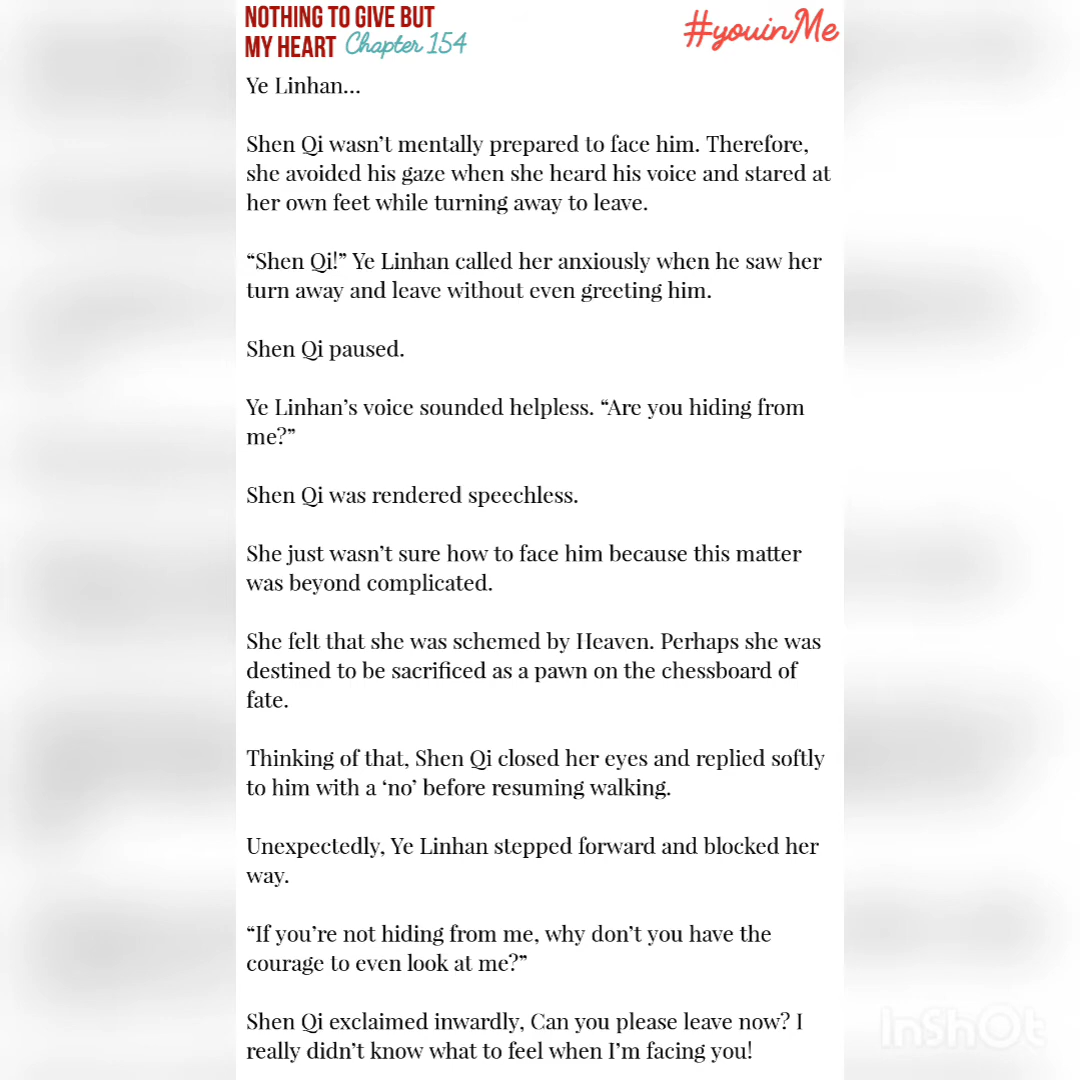 NOTHING TO GIVE BUT
MY HEART Chapter 154
#youinMe
Ye Linhan...
Shen Qi wasn’t mentally prepared to face him. Therefore,
she avoided his gaze when she heard his voice and stared at
her own feet while turning away to leave.
“Shen Qi!” Ye Linhan called her anxiously when he saw her
turn away and leave without even greeting him.
Shen Qi paused.
Ye Linhan’s voice sounded helpless. “Are you hiding from
me?”
Shen Qi was rendered speechless.
She just wasn’t sure how to face him because this matter
was beyond complicated.
She felt that she was schemed by Heaven. Perhaps she was
destined to be sacrificed as a pawn on the chessboard of
fate.
Thinking of that, Shen Qi closed her eyes and replied softly
to him with a ‘no’ before resuming walking.
Unexpectedly, Ye Linhan stepped forward and blocked her
way.
“If you’re not hiding from me, why don’t you have the
courage to even look at me?”
Shen Qi exclaimed inwardly, Can you please leave now? I
really didn’t know what to feel when I’m facing you!
InShOt